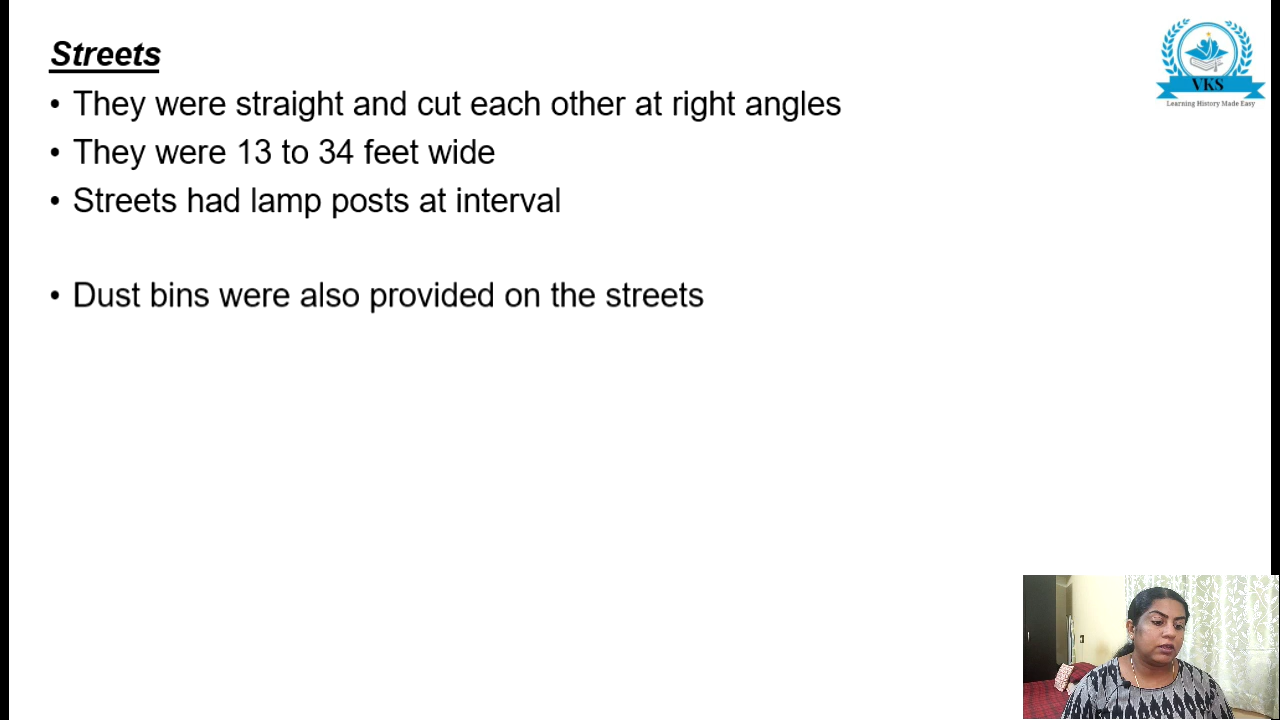 Streets
• They were straight and cut each other at right angles
• They were 13 to 34 feet wide
• Streets had lamp posts at interval
• Dust bins were also provided on the streets
VKS
Learning History Made Easy